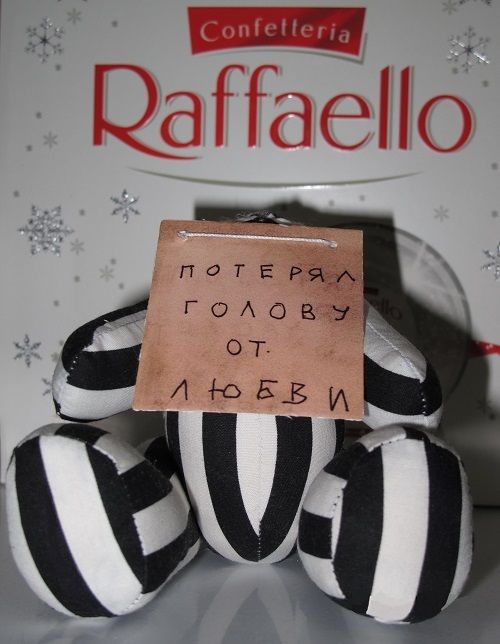 Confetteria
Raffaello
ПОТЕРЯЛ
ГОЛОВУ
ОТ.
ЛЮБВИ